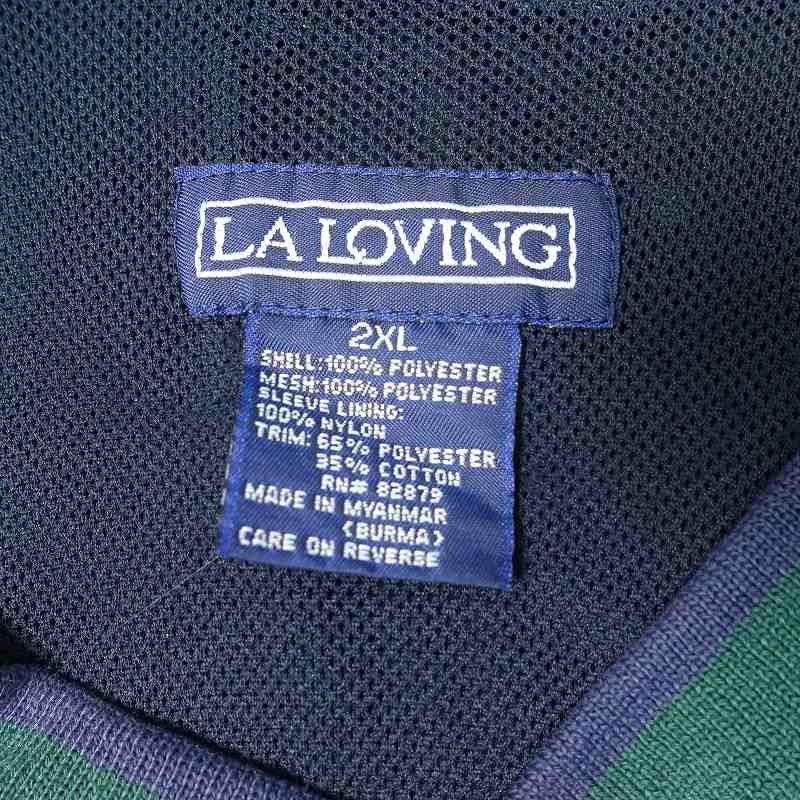 LA LOVING
2XL
SHELL:100% POLYESTER
MESH:100% POLYESTER
SLEEVE LINING:
100% NYLON
TRIM: 65% POLYESTER
35% COTTON
RN# 82879
MADE IN MYANMAR
(BURMA)
CARE ON REVERSE